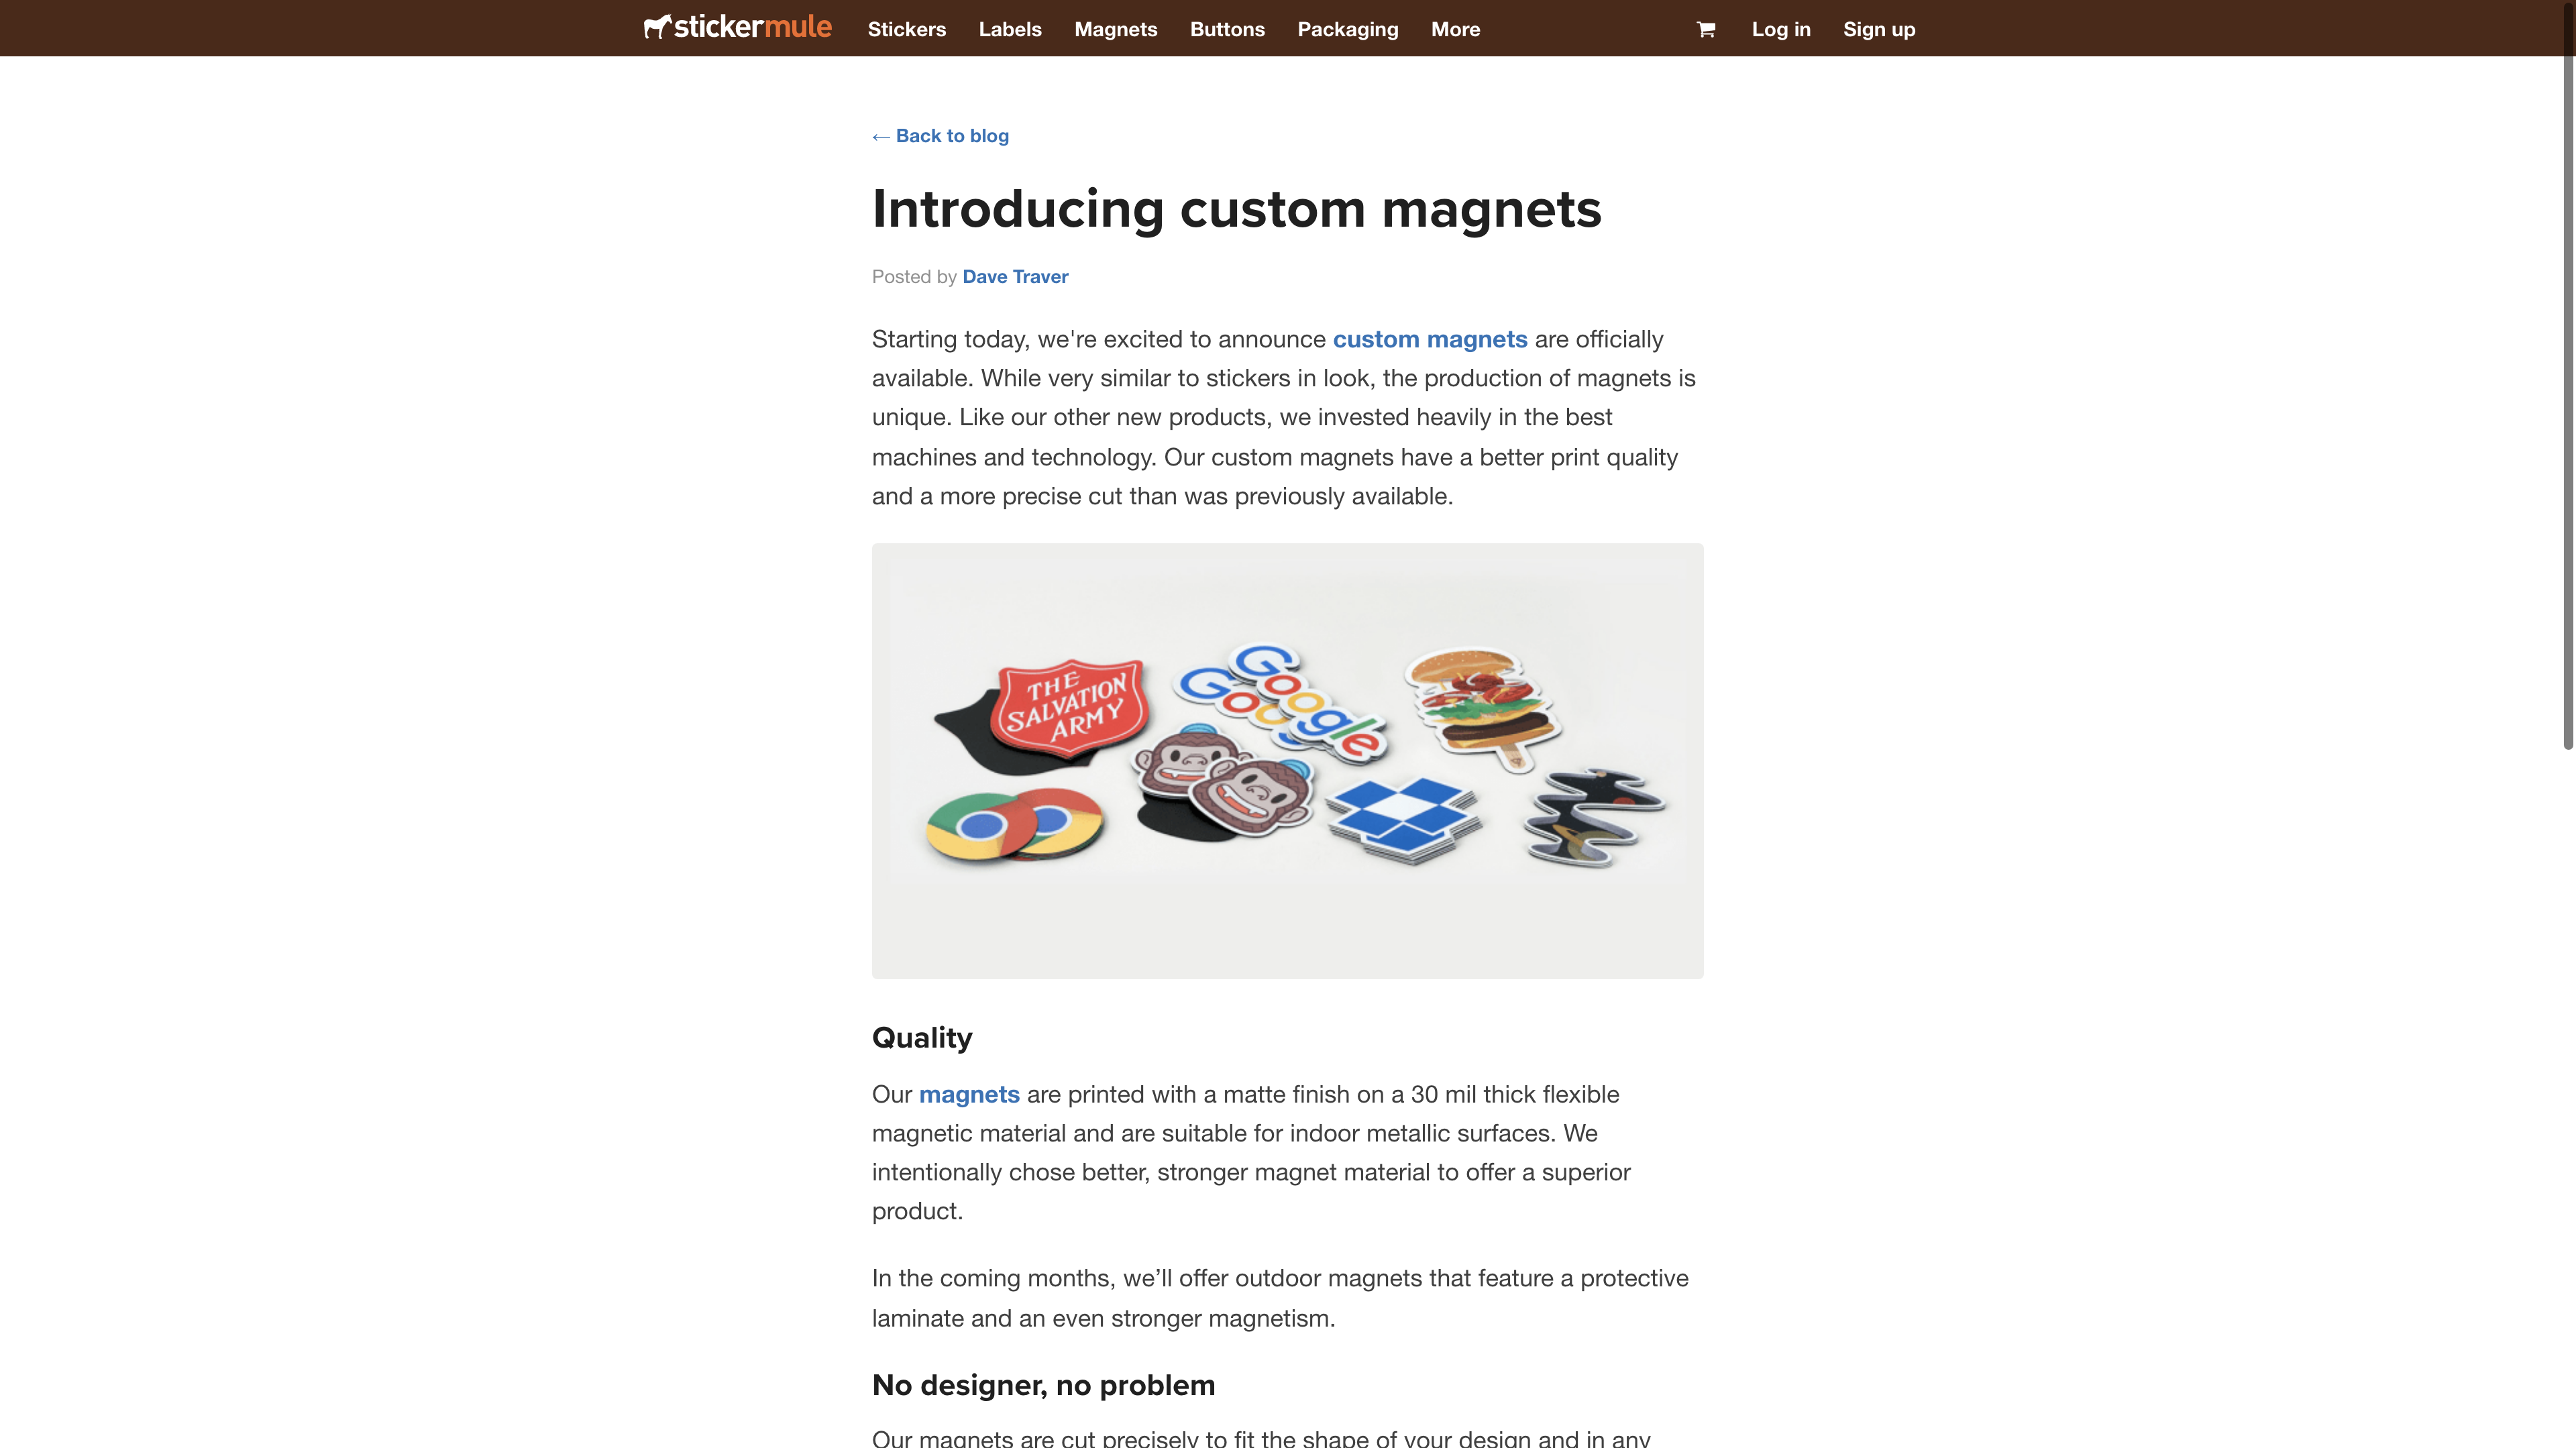 stickermule
Stickers Labels Magnets Buttons Packaging More Log in Sign up
← Back to blog
Introducing custom magnets
Posted by Dave Traver
Starting today, we're excited to announce custom magnets are officially
available. While very similar to stickers in look, the production of magnets is
unique. Like our other new products, we invested heavily in the best
machines and technology. Our custom magnets have a better print quality
and a more precise cut than was previously available.
THE
SALVATION
ARMY
Google
Goo
Quality
Our magnets are printed with a matte finish on a 30 mil thick flexible
magnetic material and are suitable for indoor metallic surfaces. We
intentionally chose better, stronger magnet material to offer a superior
product.
In the coming months, we’ll offer outdoor magnets that feature a protective
laminate and an even stronger magnetism.
No designer, no problem
Our magnets are cut precisely to fit the shape of your design and in any